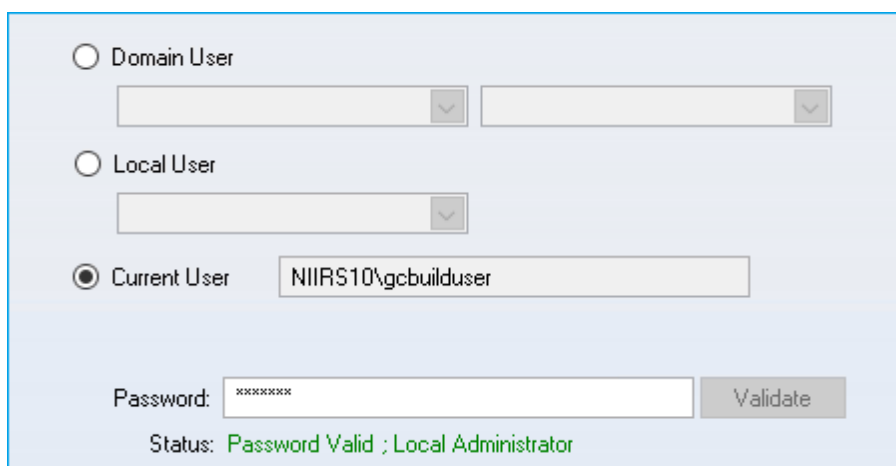 Domain User
Local User
Current User NIIRS10\gcbuilduser
Password: ******* Validate
Status: Password Valid ; Local Administrator